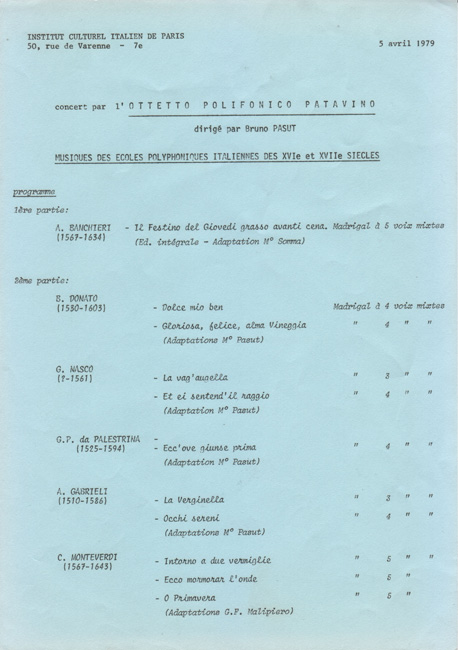 INSTITUT CULTUREL ITALIEN DE PARIS
50, rue de Varenne - 7e
5 avril 1979
concert par l'OTTETTO POLIFONICO PATAVINO
dirigé par Bruno PASUT
MUSIQUES DES ECOLES POLYPHONIQUES ITALIENNES DES XVIe et XVIIe SIECLES
programme
1ère partie:
A. BANCHIERI - Il Festino del Giovedi grasso avanti cena. Madrigal à 5 voix mixtes
(1567-1634) (Ed. intégrale - Adaptation M° Somma)
2ème partie:
B. DONATO
(1530-1603) - Dolce mio ben Madrigal à 4 voix mixtes
- Gloriosa, felice, alma Vineggia " 4 " "
(Adaptations M° Pasut)
G. NASCO
(?-1561) - La vag'augella " 3 " "
- Et ei sentend'il raggio " 4 " "
(Adaptation M° Pasut)
G.P. da PALESTRINA -
(1525-1594) - Ecc'ove giunse prima " 4 " "
(Adaptation M° Pasut)
A. GABRIELI
(1510-1586) - La Verginella " 3 " "
- Occhi sereni " 4 " "
(Adaptation M° Pasut)
C. MONTEVERDI - Intorno a due vermiglie " 5 " "
(1567-1643)
- Ecco mormorar l'onde " 5 "
- O Primavera " 5 "
(Adaptations G.F. Malipiero)